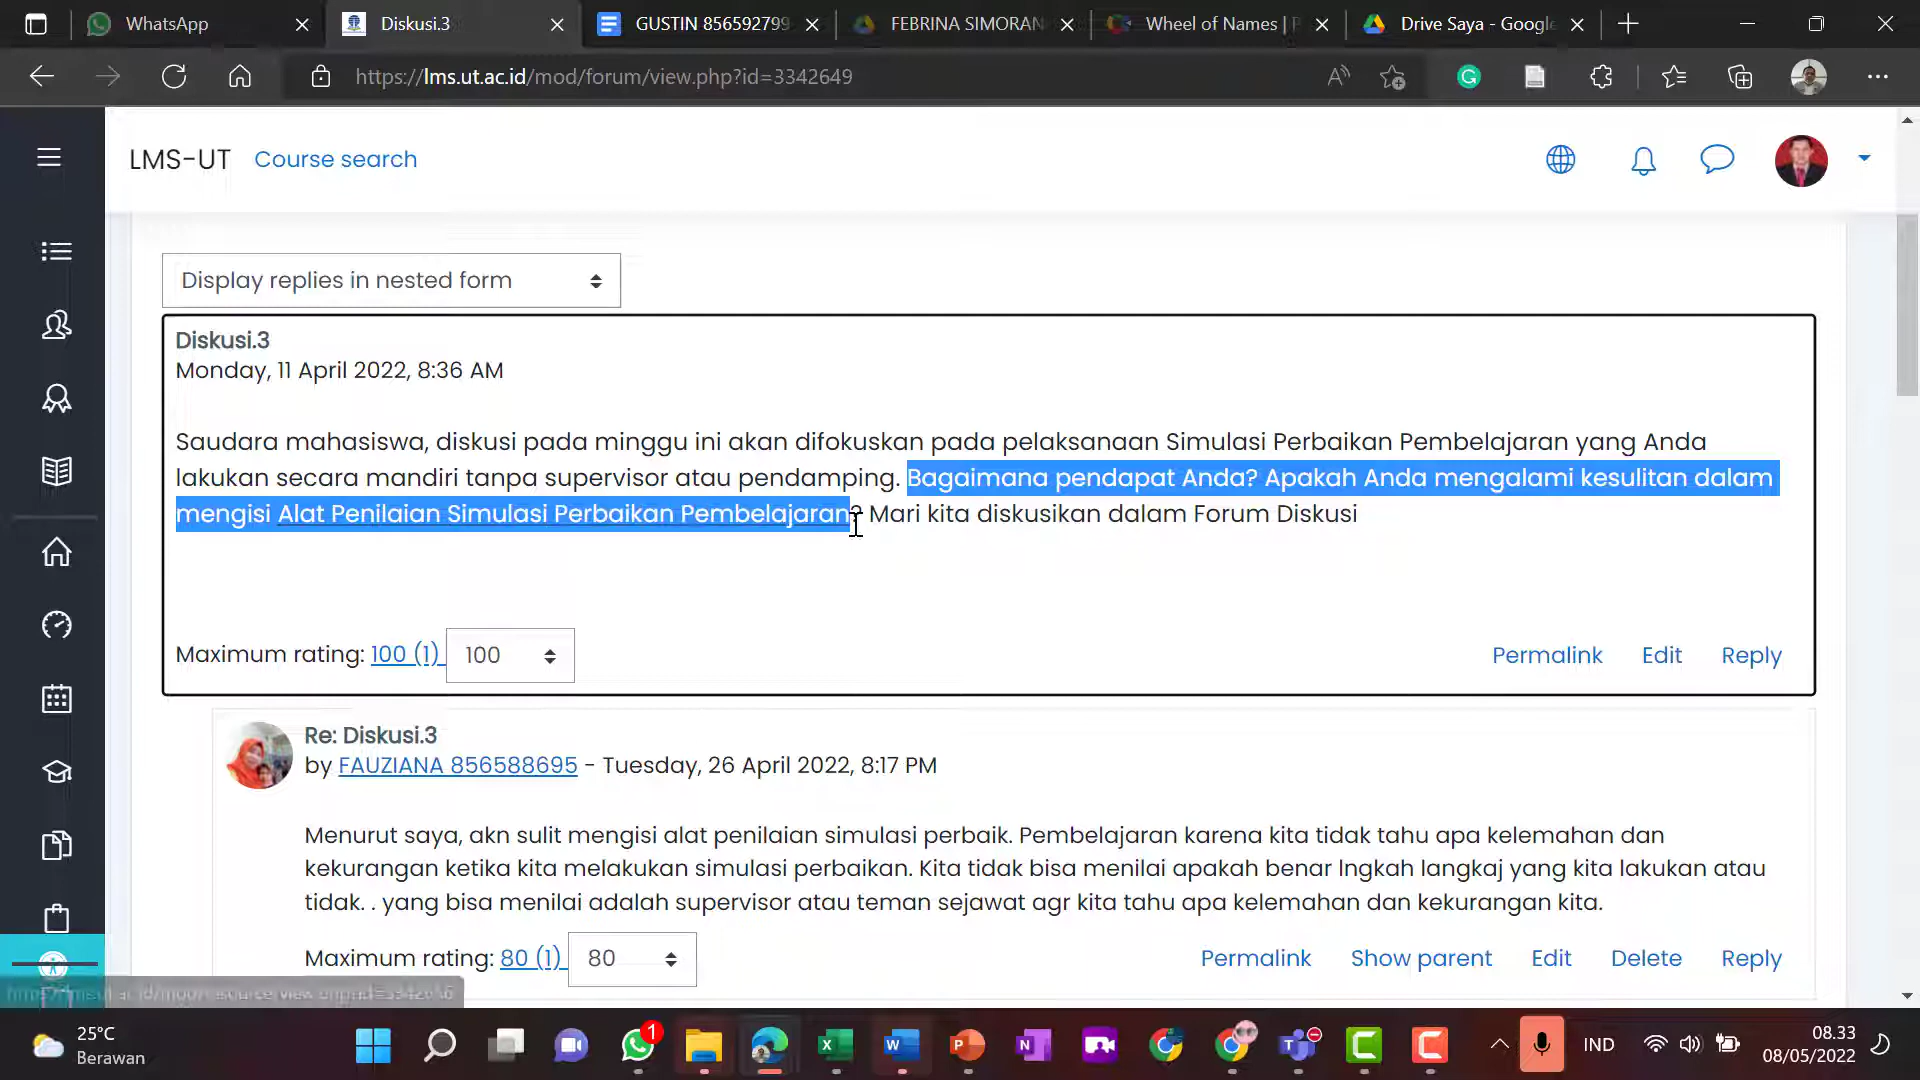 WhatsApp
Diskusi.3
GUSTIN 856592799
FEBRINA SIMORAN
Wheel of Names |
Drive Saya - Google
https://lms.ut.ac.id/mod/forum/view.php?id=3342649
LMS-UT Course search
Display replies in nested form
Diskusi.3
Monday, 11 April 2022, 8:36 AM
Saudara mahasiswa, diskusi pada minggu ini akan difokuskan pada pelaksanaan Simulasi Perbaikan Pembelajaran yang Anda
lakukan secara mandiri tanpa supervisor atau pendamping. Bagaimana pendapat Anda? Apakah Anda mengalami kesulitan dalam
mengisi Alat Penilaian Simulasi Perbaikan Pembelajaran? Mari kita diskusikan dalam Forum Diskusi
Maximum rating: 100 (1) 100
Permalink Edit Reply
Re: Diskusi.3
by FAUZIANA 856588695 - Tuesday, 26 April 2022, 8:17 PM
Menurut saya, akn sulit mengisi alat penilaian simulasi perbaik. Pembelajaran karena kita tidak tahu apa kelemahan dan
kekurangan ketika kita melakukan simulasi perbaikan. Kita tidak bisa menilai apakah benar lngkah langkaj yang kita lakukan atau
tidak. . yang bisa menilai adalah supervisor atau teman sejawat agr kita tahu apa kelemahan dan kekurangan kita.
Maximum rating: 80 (1) 80
Permalink Show parent Edit Delete Reply
25°C
Berawan
1
IND
08.33
08/05/2022